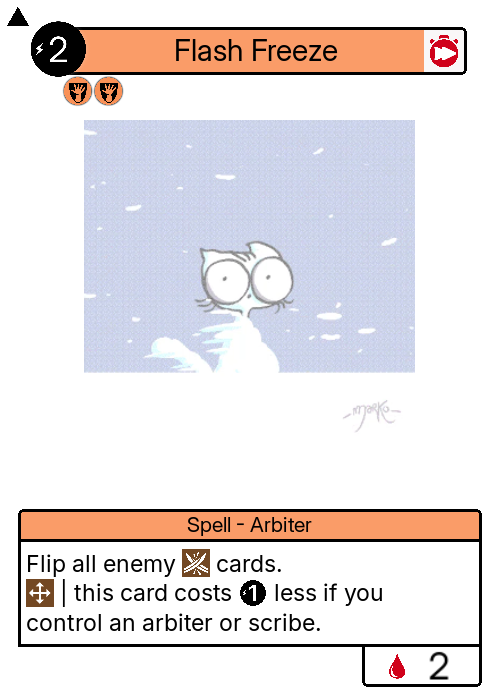 2
Flash Freeze
marko
Spell - Arbiter
Flip all enemy cards.
| this card costs 1 less if you
control an arbiter or scribe.
2